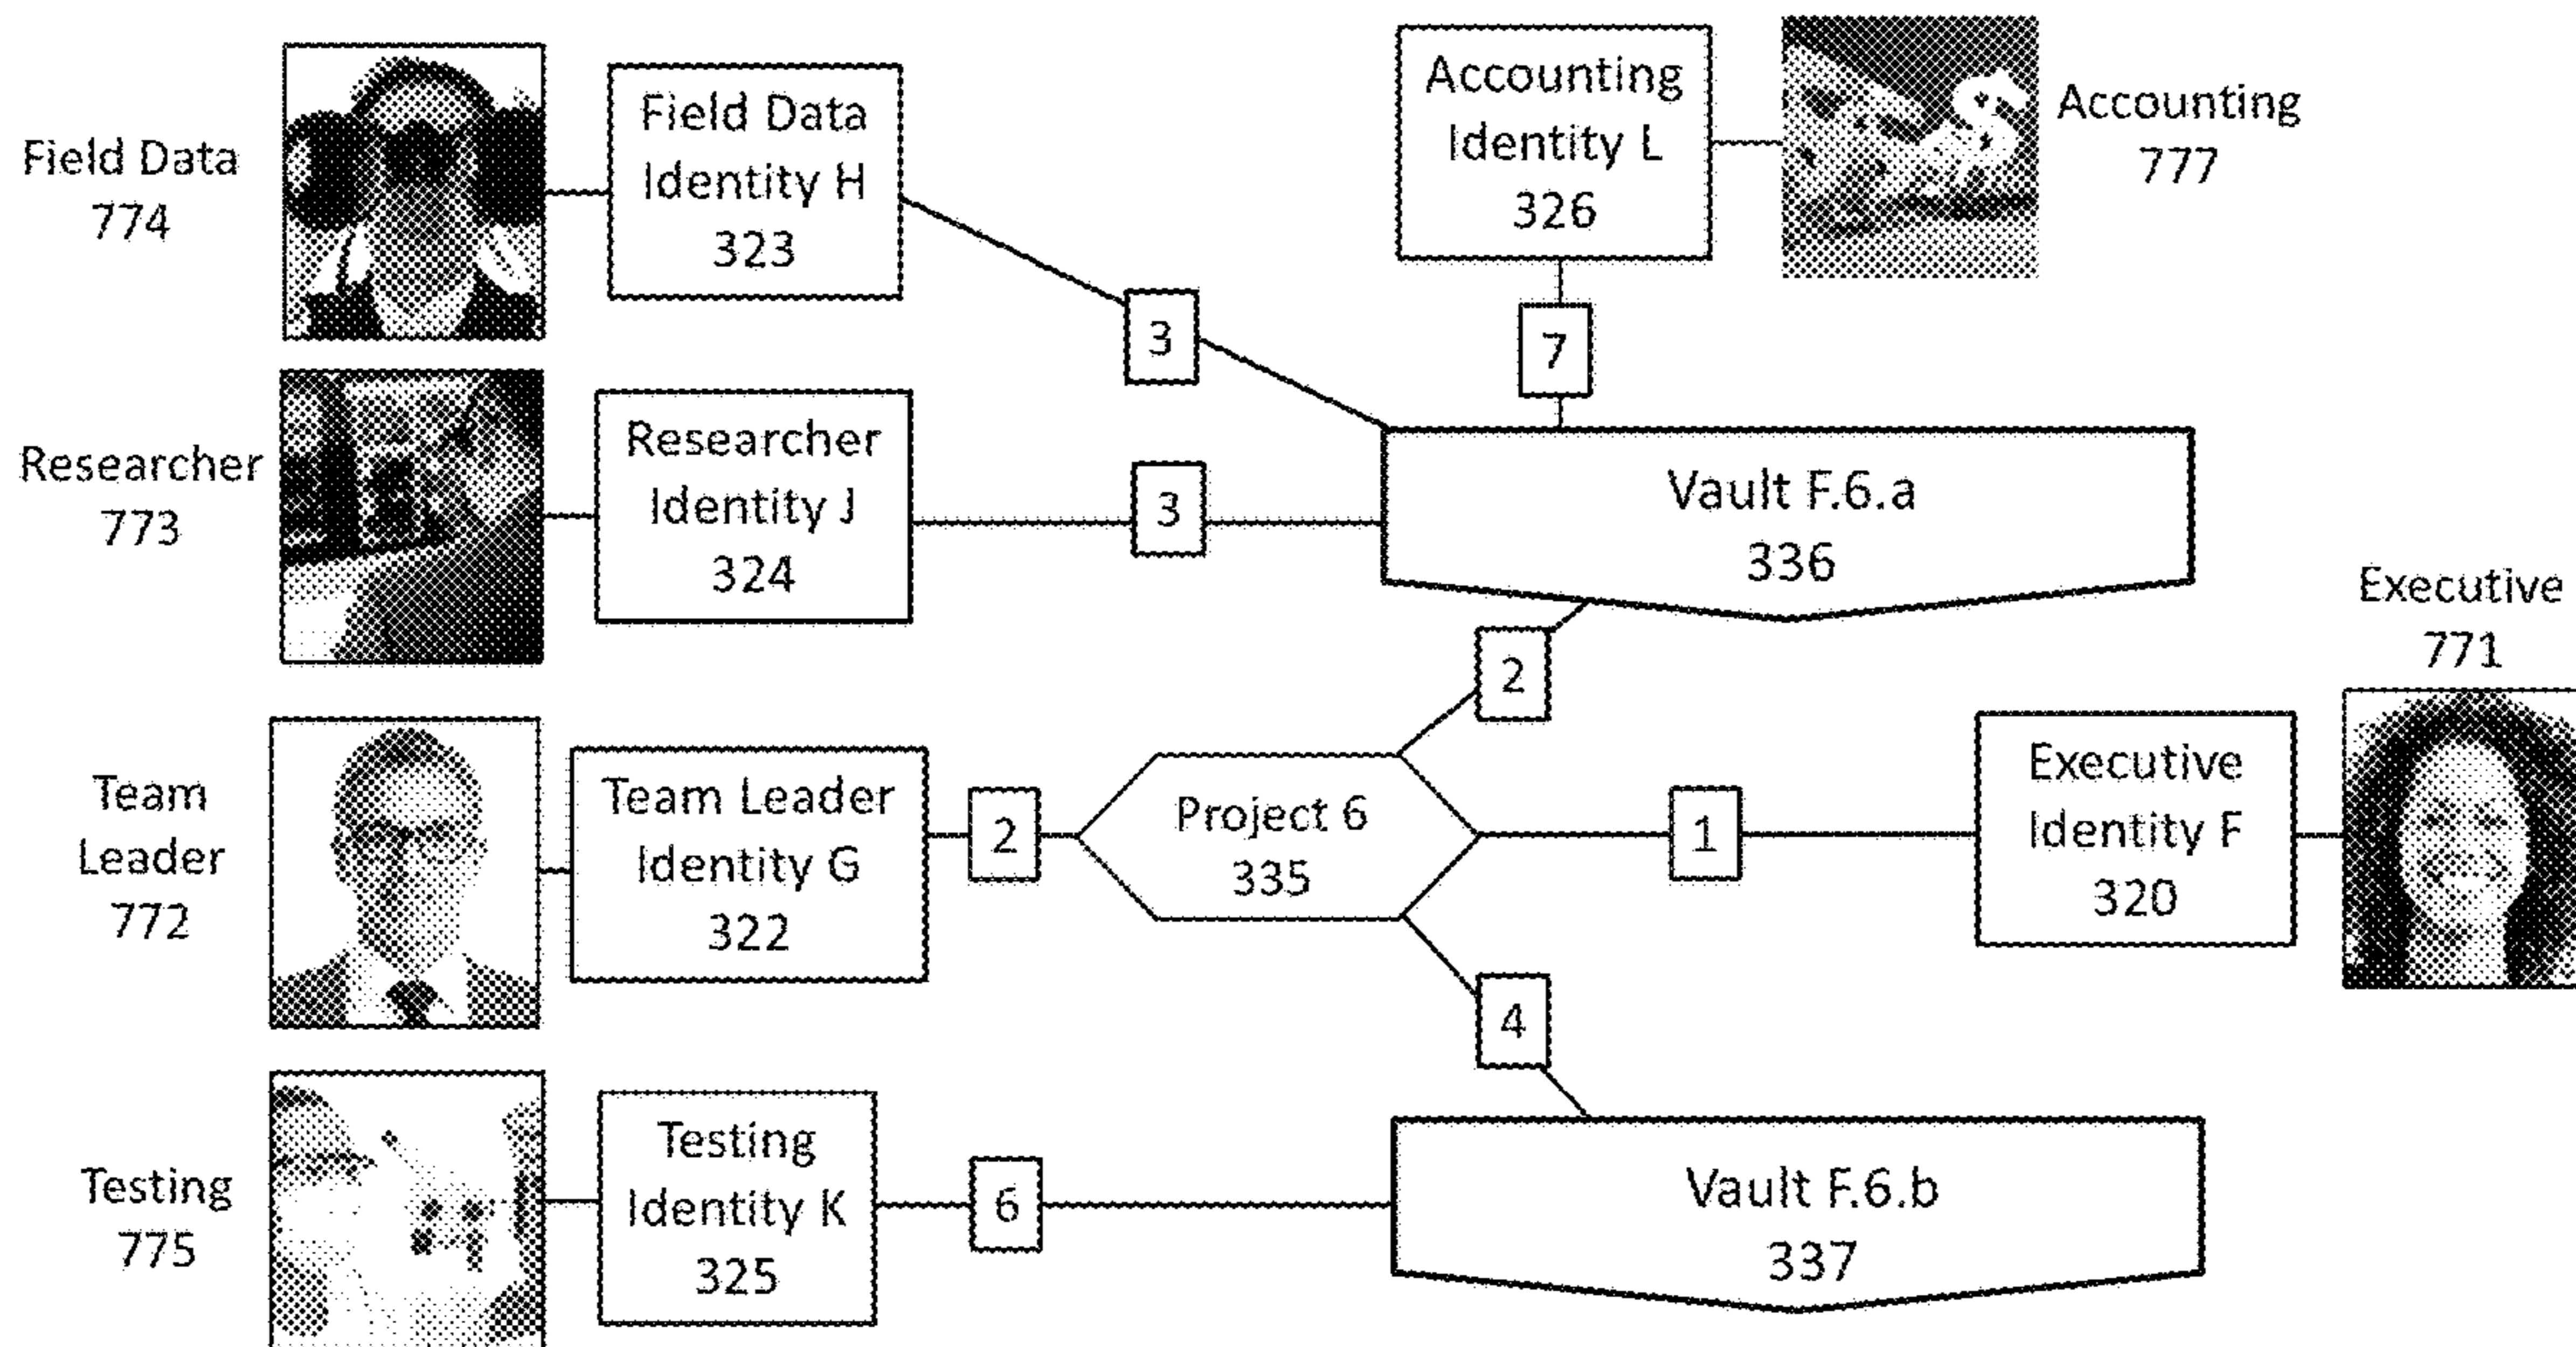 Field Data
774
Field Data
Identity H
323
Accounting
Identity L
326
Accounting
777
3
7
Researcher
773
Researcher
Identity J
324
3
Vault F.6.a
336
2
Executive
771
Team
Leader
772
Team Leader
Identity G
322
2
Project 6
335
1
Executive
Identity F
320
4
Testing
775
Testing
Identity K
325
6
Vault F.6.b
337